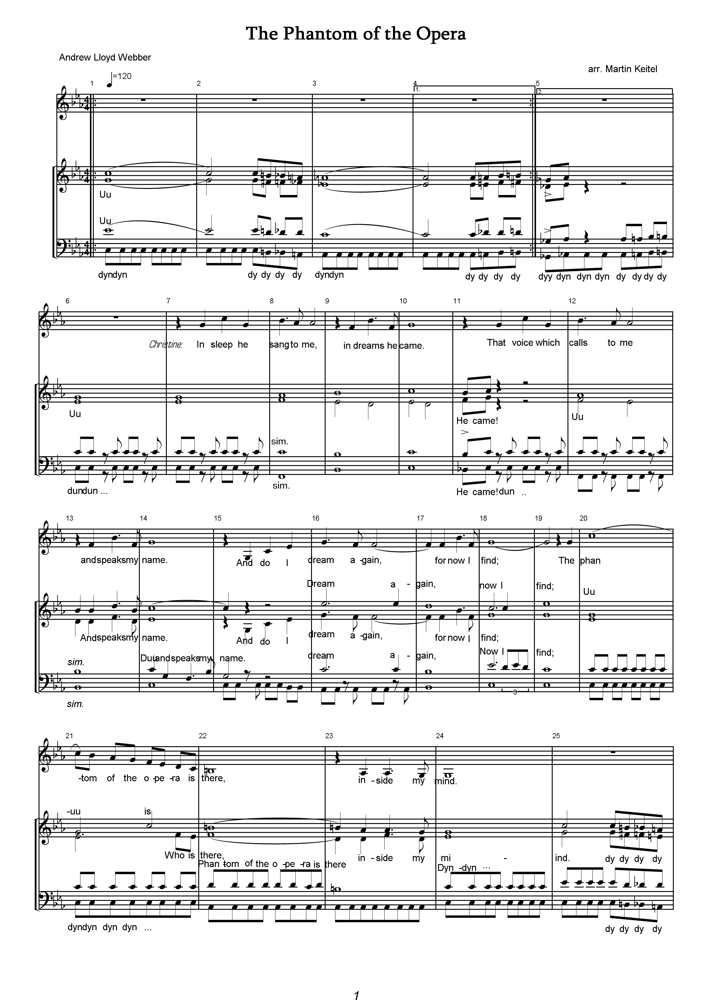 The Phantom of the Opera
Andrew Lloyd Webber
arr. Martin Keitel
=120
1 2 3 4 5
1. 2.
Uu
Uu
dyndyn dy dy dy dy dyndyn dy dy dy dy dyy dyn dyn dyn dy dy dy dy
6 7 8 9 10 11 12
Christine: In sleep he sang to me, in dreams he came. That voice which calls to me
Uu He came! Uu
sim.
dundun ... sim. He came! dun ..
13 14 15 16 17 18 19 20
and speaks my name. And do I dream a -gain, for now I find; The phan
Dream a - gain, now I find; Uu
And speaks my name. And do I dream a -gain, for now I find;
sim. Duu and speaks my name. dream a - gain, Now I find;
3
sim.
21 22 23 24 25
-tom of the o -pe -ra is there, in - side my mind.
-uu is
Who is there, in - side my mi - ind. dy dy dy dy
Phan -tom of the o -pe -ra is there Dyn -dyn ...
dyndyn dyn dyn ... dy dy dy dy
1